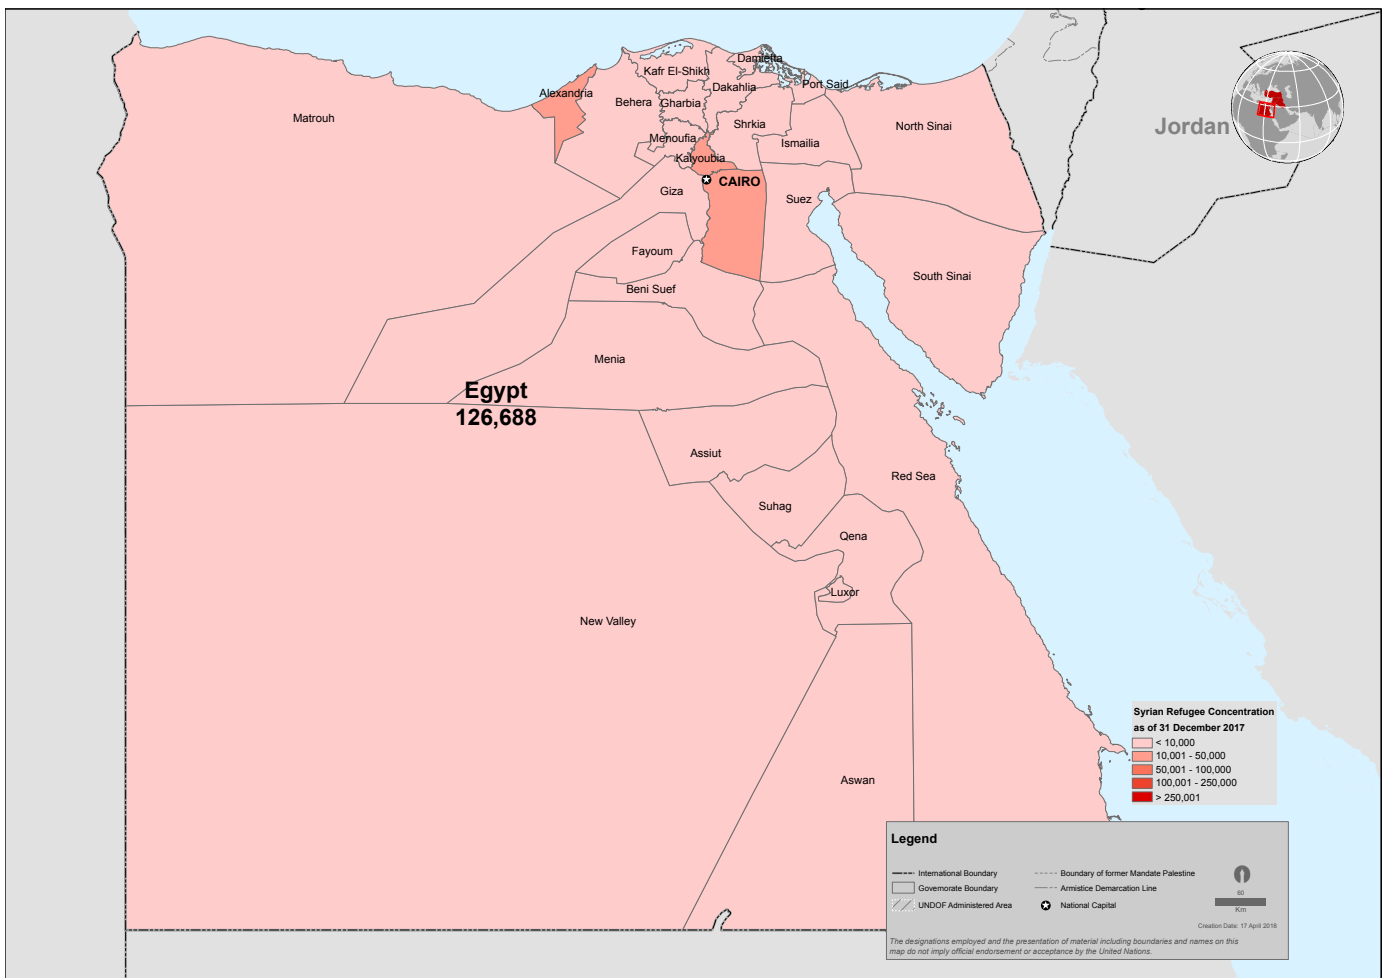 Damietta
Kafr El-Shikh
Alexandria
Dakahlia
Port Said
Behera
Gharbia
Matrouh
Shrkia
North Sinai
Jordan
Menoufia
Ismailia
Kalyoubia
CAIRO
Giza
Suez
Fayoum
South Sinai
Beni Suef
Menia
Egypt
126,688
Assiut
Red Sea
Suhag
Qena
Luxor
New Valley
Aswan
Syrian Refugee Concentration
as of 31 December 2017
< 10,000
10,001 - 50,000
50,001 - 100,000
100,001 - 250,000
> 250,001
Legend
International Boundary
Boundary of former Mandate Palestine
Governorate Boundary
Armistice Demarcation Line
UNDOF Administered Area
National Capital
60
Km
Creation Date: 17 April 2018
The designations employed and the presentation of material including boundaries and names on this
map do not imply official endorsement or acceptance by the United Nations.